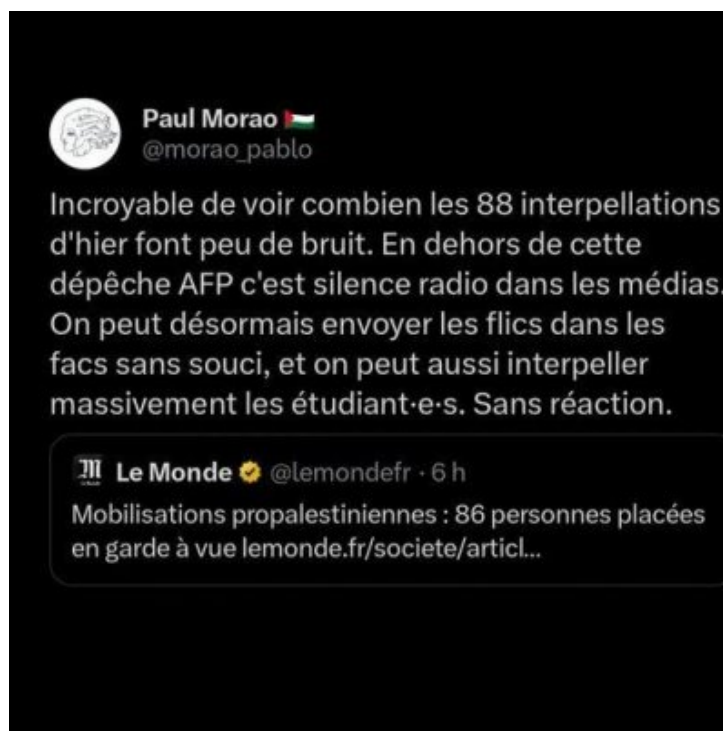 Paul Morao 🇵🇸
@morao_pablo
Incroyable de voir combien les 88 interpellations
d'hier font peu de bruit. En dehors de cette
dépêche AFP c'est silence radio dans les médias.
On peut désormais envoyer les flics dans les
facs sans souci, et on peut aussi interpeller
massivement les étudiant·e·s. Sans réaction.
Le Monde @lemondefr · 6 h
Mobilisations propalestiniennes : 86 personnes placées
en garde à vue lemonde.fr/societe/articl...